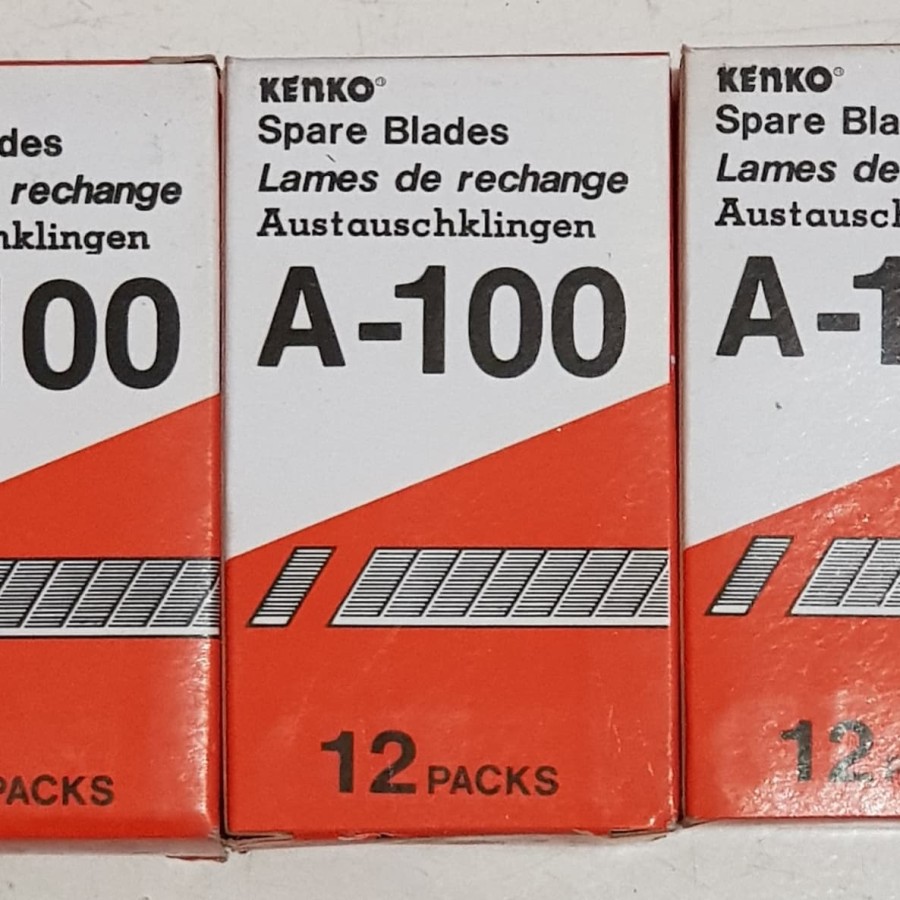 des
rechange
hklingen
00
PACKS
KENKO®
Spare Blades
Lames de rechange
Austauschklingen
A-100
12 PACKS
KENKO®
Spare Bla
Lames de
Austausch
A-1
12